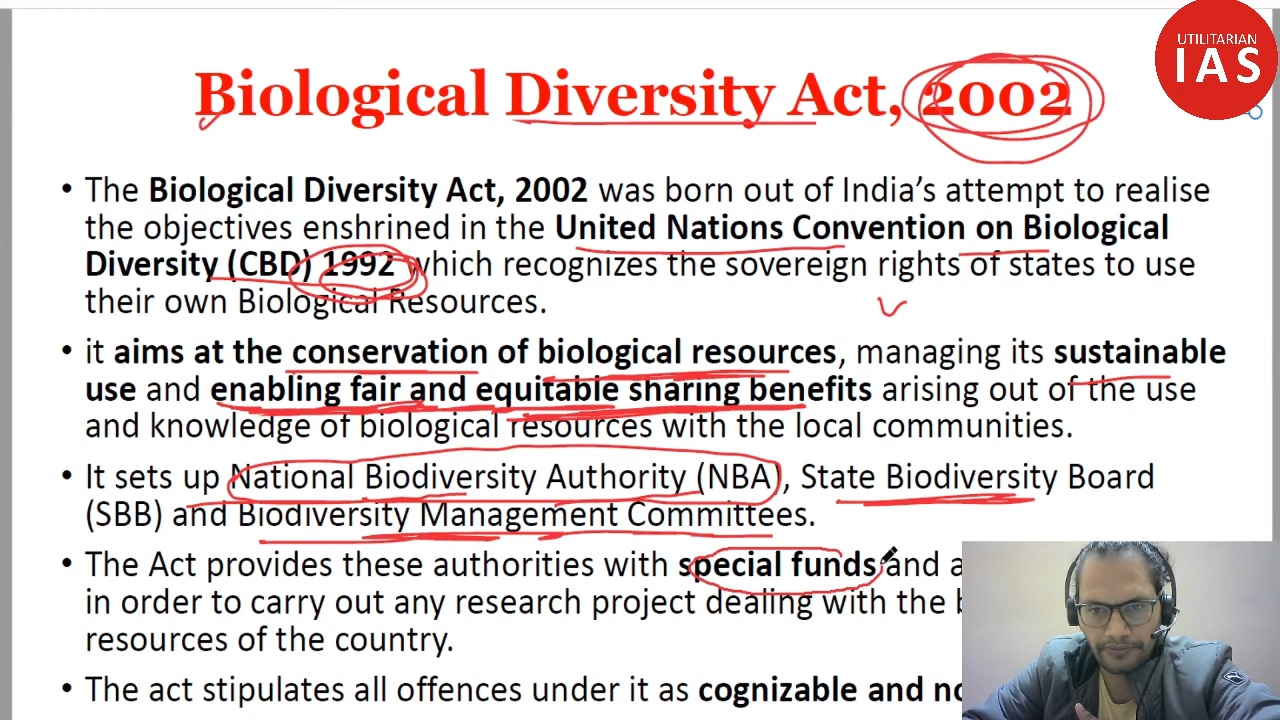 UTILITARIAN
IAS
Biological Diversity Act, 2002
• The Biological Diversity Act, 2002 was born out of India’s attempt to realise
the objectives enshrined in the United Nations Convention on Biological
Diversity (CBD) 1992 which recognizes the sovereign rights of states to use
their own Biological Resources.
• it aims at the conservation of biological resources, managing its sustainable
use and enabling fair and equitable sharing benefits arising out of the use
and knowledge of biological resources with the local communities.
• It sets up National Biodiversity Authority (NBA), State Biodiversity Board
(SBB) and Biodiversity Management Committees.
• The Act provides these authorities with special funds and
in order to carry out any research project dealing with the
resources of the country.
• The act stipulates all offences under it as cognizable and